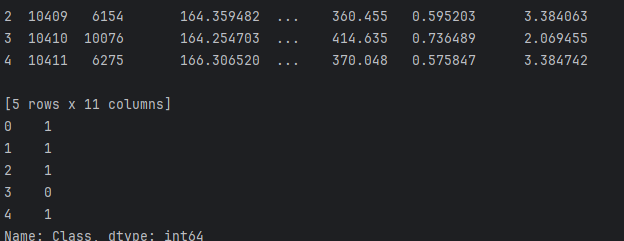 2  10409   6154       164.359482  ...    360.455   0.595203      3.384063
3  10410  10076       164.254703  ...    414.635   0.736489      2.069455
4  10411   6275       166.306520  ...    370.048   0.575847      3.384742
[5 rows x 11 columns]
0    1
1    1
2    1
3    0
4    1
Name: Class, dtype: int64